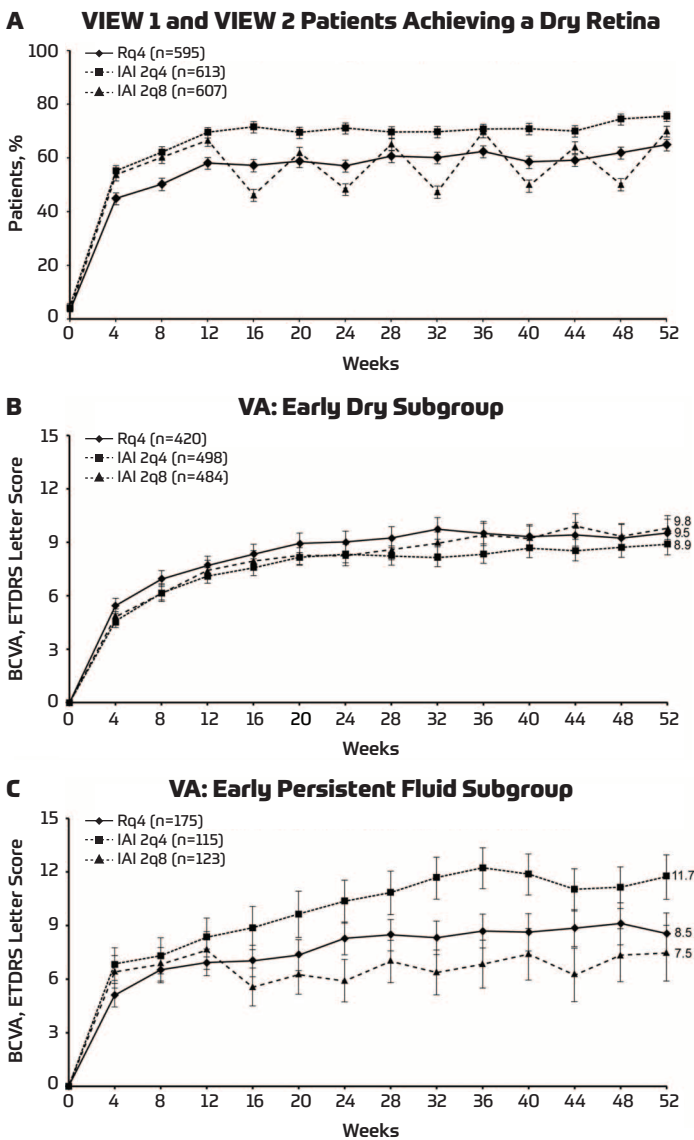 A VIEW 1 and VIEW 2 Patients Achieving a Dry Retina
Rq4 (n=595)
IAI 2q4 (n=613)
IAI 2q8 (n=607)
Patients, %
100
80
60
40
20
0
0 4 8 12 16 20 24 28 32 36 40 44 48 52
Weeks
B VA: Early Dry Subgroup
Rq4 (n=420)
IAI 2q4 (n=498)
IAI 2q8 (n=484)
BCVA, ETDRS Letter Score
15
12
9
6
3
0
9.8
9.5
8.9
0 4 8 12 16 20 24 28 32 36 40 44 48 52
Weeks
C VA: Early Persistent Fluid Subgroup
Rq4 (n=175)
IAI 2q4 (n=115)
IAI 2q8 (n=123)
BCVA, ETDRS Letter Score
15
12
9
6
3
0
11.7
8.5
7.5
0 4 8 12 16 20 24 28 32 36 40 44 48 52
Weeks